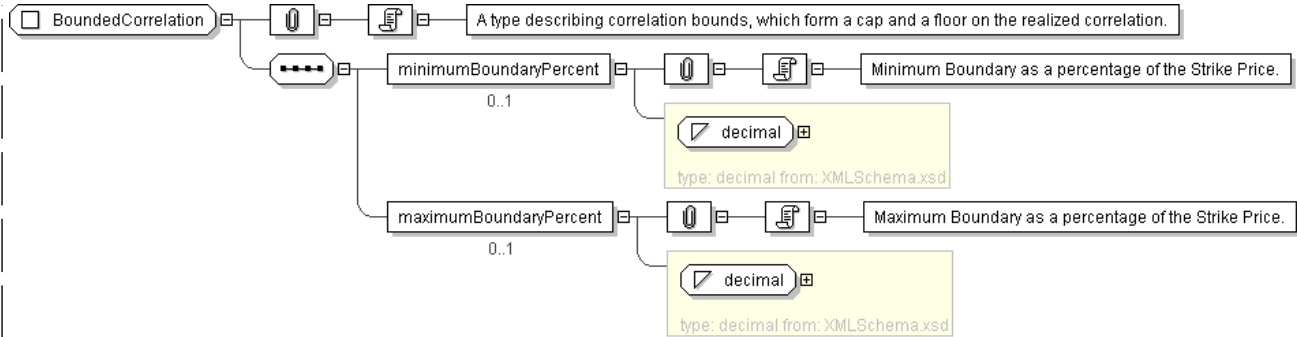 BoundedCorrelation
A type describing correlation bounds, which form a cap and a floor on the realized correlation.
minimumBoundaryPercent
Minimum Boundary as a percentage of the Strike Price.
0..1
decimal
type: decimal from: XMLSchema.xsd
maximumBoundaryPercent
Maximum Boundary as a percentage of the Strike Price.
0..1
decimal
type: decimal from: XMLSchema.xsd